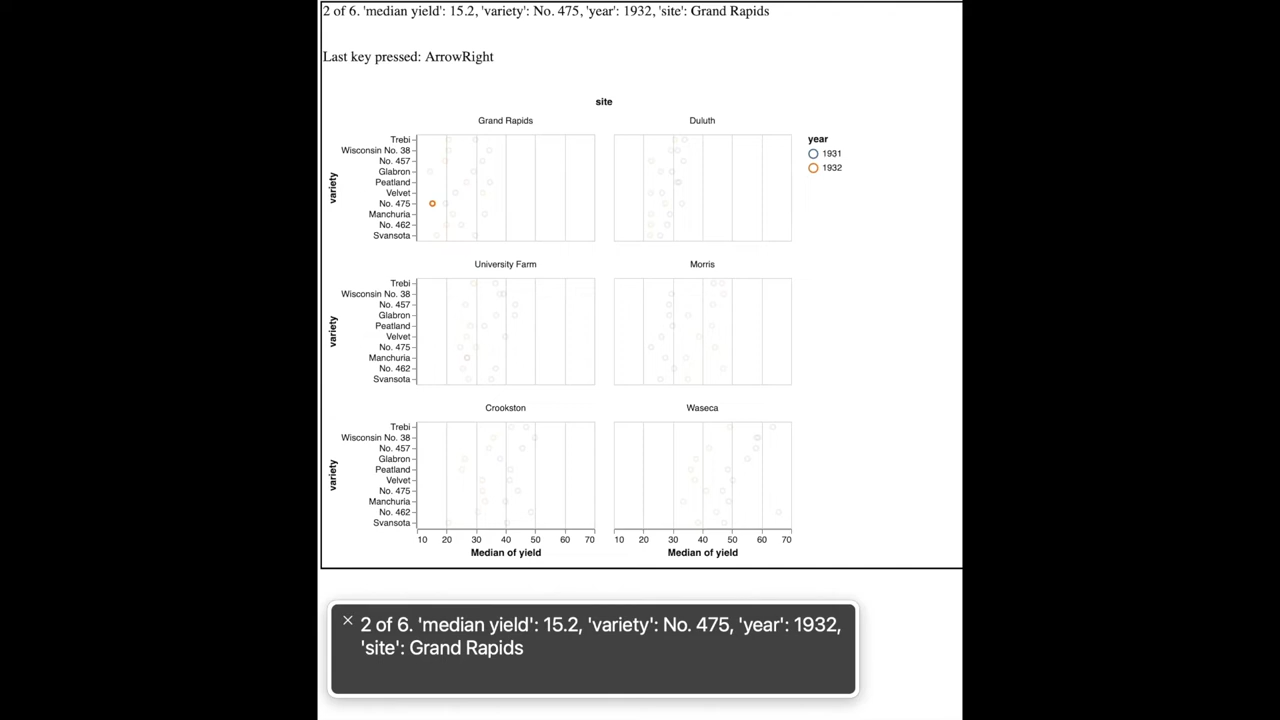 2 of 6. 'median yield': 15.2, 'variety': No. 475, 'year': 1932, 'site': Grand Rapids
Last key pressed: ArrowRight
site
Grand Rapids
Duluth
year
1931
1932
variety
Trebi
Wisconsin No. 38
No. 457
Glabron
Peatland
Velvet
No. 475
Manchuria
No. 462
Svansota
University Farm
Morris
variety
Trebi
Wisconsin No. 38
No. 457
Glabron
Peatland
Velvet
No. 475
Manchuria
No. 462
Svansota
Crookston
Waseca
variety
Trebi
Wisconsin No. 38
No. 457
Glabron
Peatland
Velvet
No. 475
Manchuria
No. 462
Svansota
10 20 30 40 50 60 70
10 20 30 40 50 60 70
Median of yield
Median of yield
× 2 of 6. 'median yield': 15.2, 'variety': No. 475, 'year': 1932,
'site': Grand Rapids